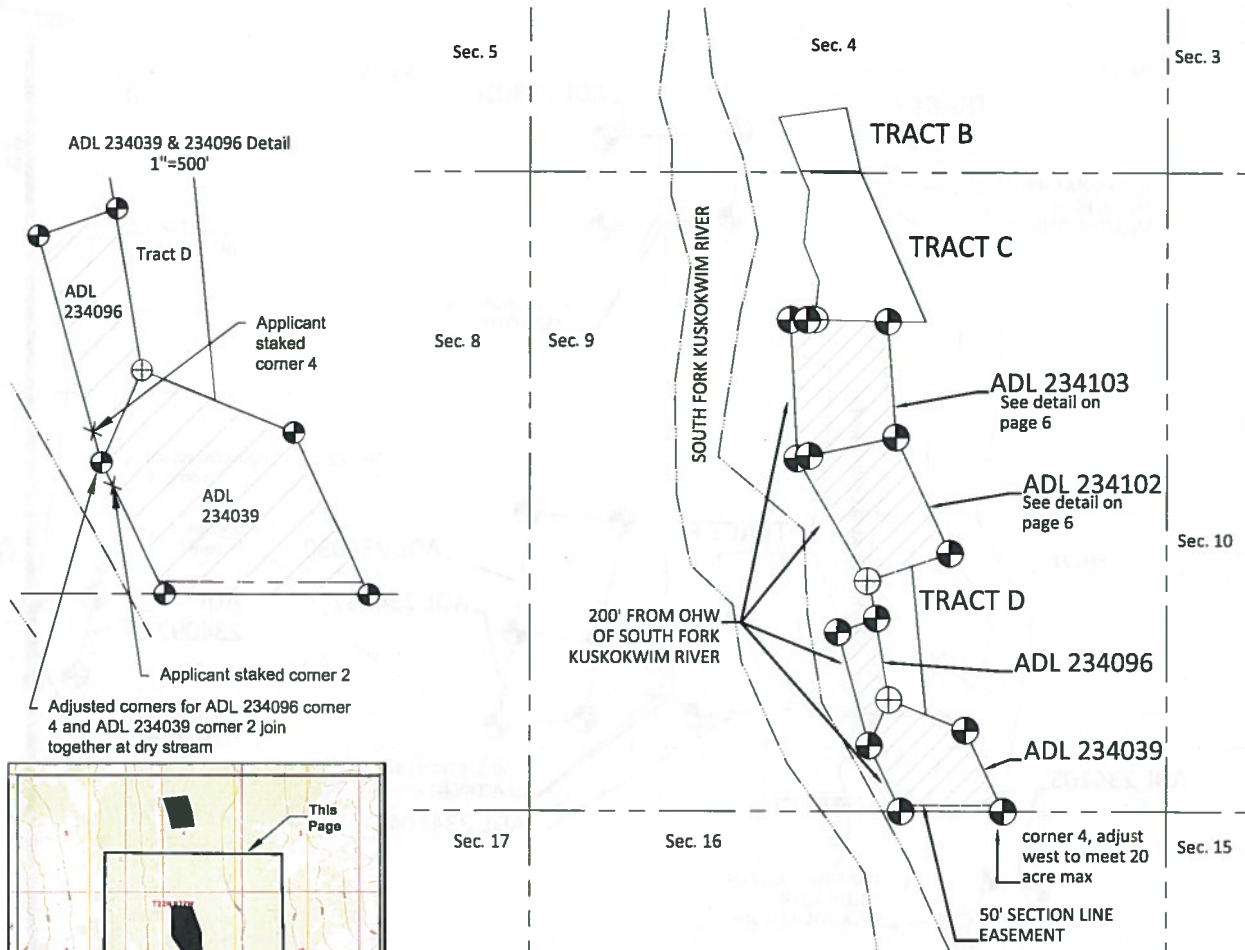 Sec. 5
Sec. 4
Sec. 3
TRACT B
TRACT C
ADL 234039 & 234096 Detail
1"=500'
Tract D
ADL
234096
Applicant
staked
corner 4
ADL
234039
Applicant staked corner 2
Adjusted corners for ADL 234096 corner
4 and ADL 234039 corner 2 join
together at dry stream
SOUTH FORK KUSKOKWIM RIVER
Sec. 8
Sec. 9
ADL 234103
See detail on
page 6
ADL 234102
See detail on
page 6
Sec. 10
TRACT D
200' FROM OHW
OF SOUTH FORK
KUSKOKWIM RIVER
ADL 234096
ADL 234039
Sec. 17
Sec. 16
corner 4, adjust
west to meet 20
acre max
Sec. 15
50' SECTION LINE
EASEMENT
This
Page